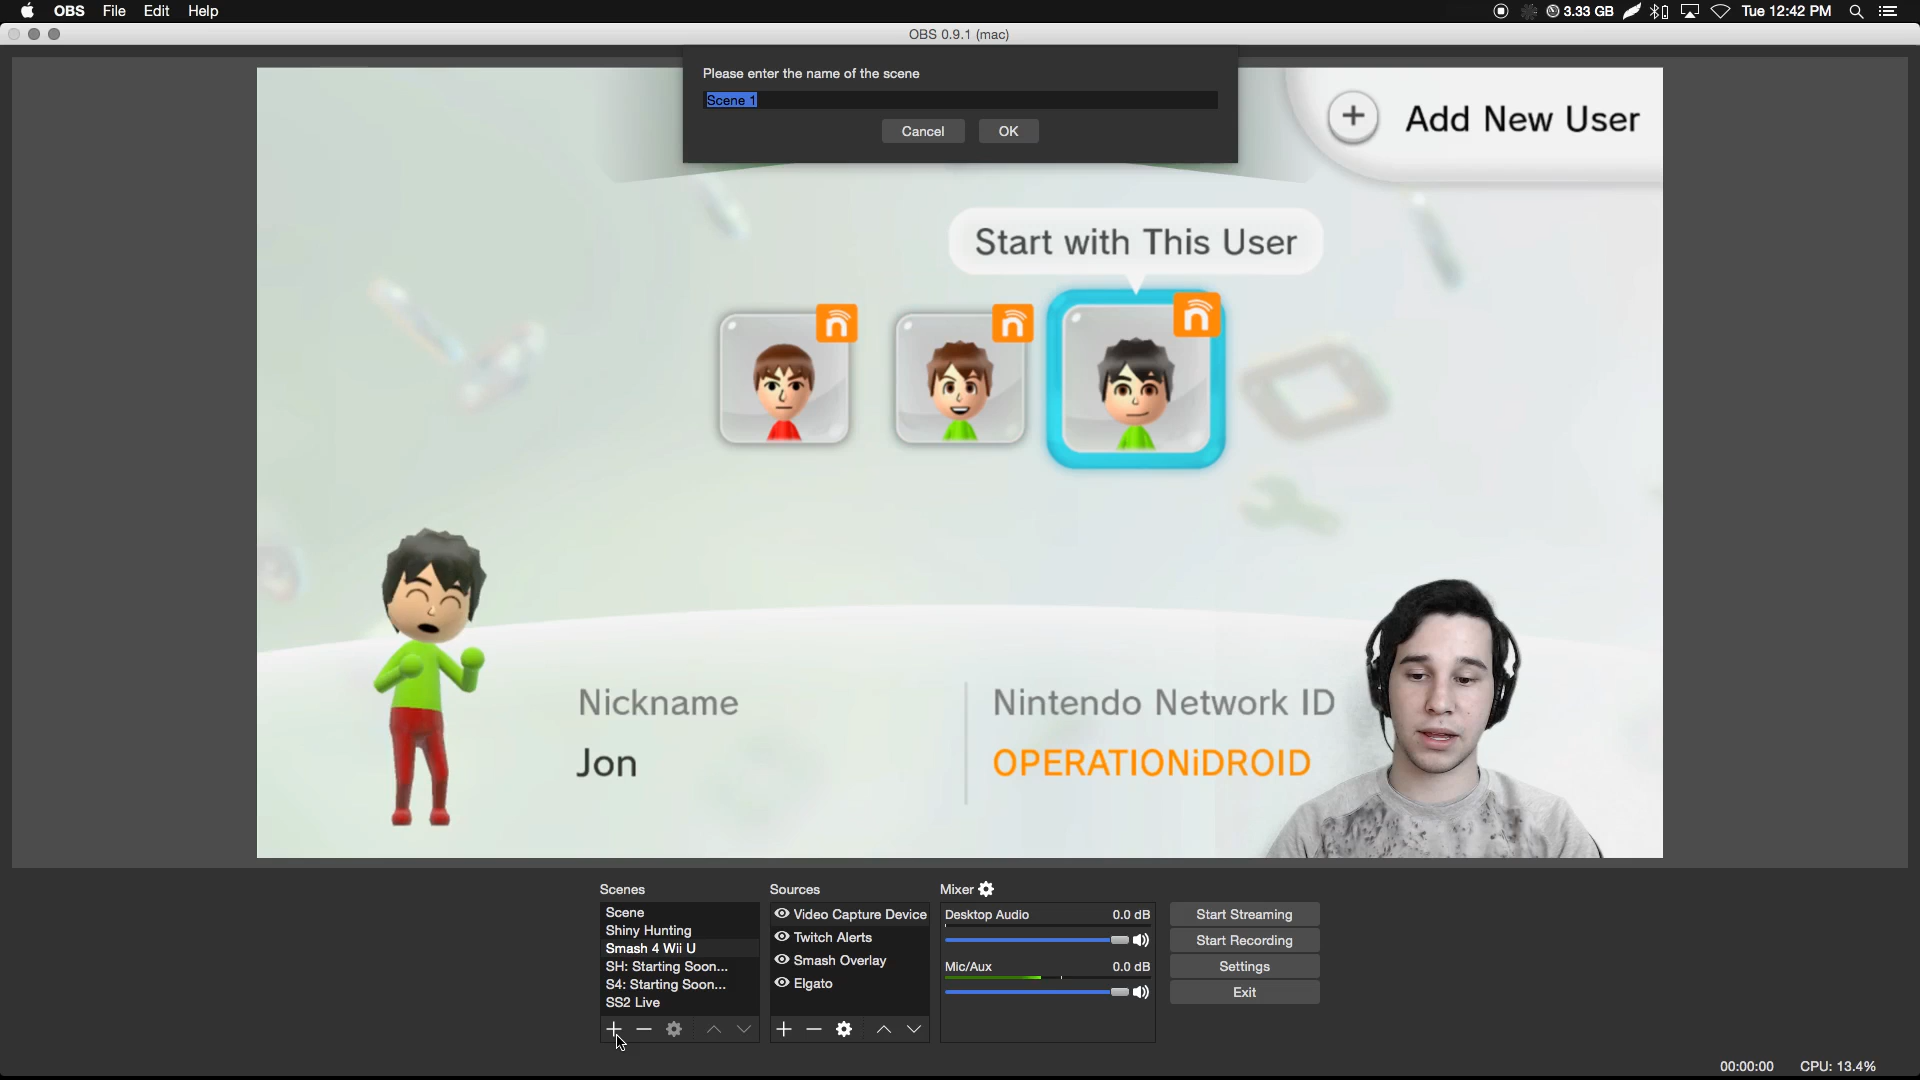 OBS File Edit Help
3.33 GB Tue 12:42 PM
OBS 0.9.1 (mac)
Please enter the name of the scene
Scene 1
Cancel OK
Add New User
Start with This User
n n n
Nickname
Jon
Nintendo Network ID
OPERATIONiDROID
Scenes
Scene
Shiny Hunting
Smash 4 Wii U
SH: Starting Soon...
S4: Starting Soon...
SS2 Live
Sources
Video Capture Device
Twitch Alerts
Smash Overlay
Elgato
Mixer
Desktop Audio 0.0 dB
Mic/Aux 0.0 dB
Start Streaming
Start Recording
Settings
Exit
00:00:00 CPU: 13.4%